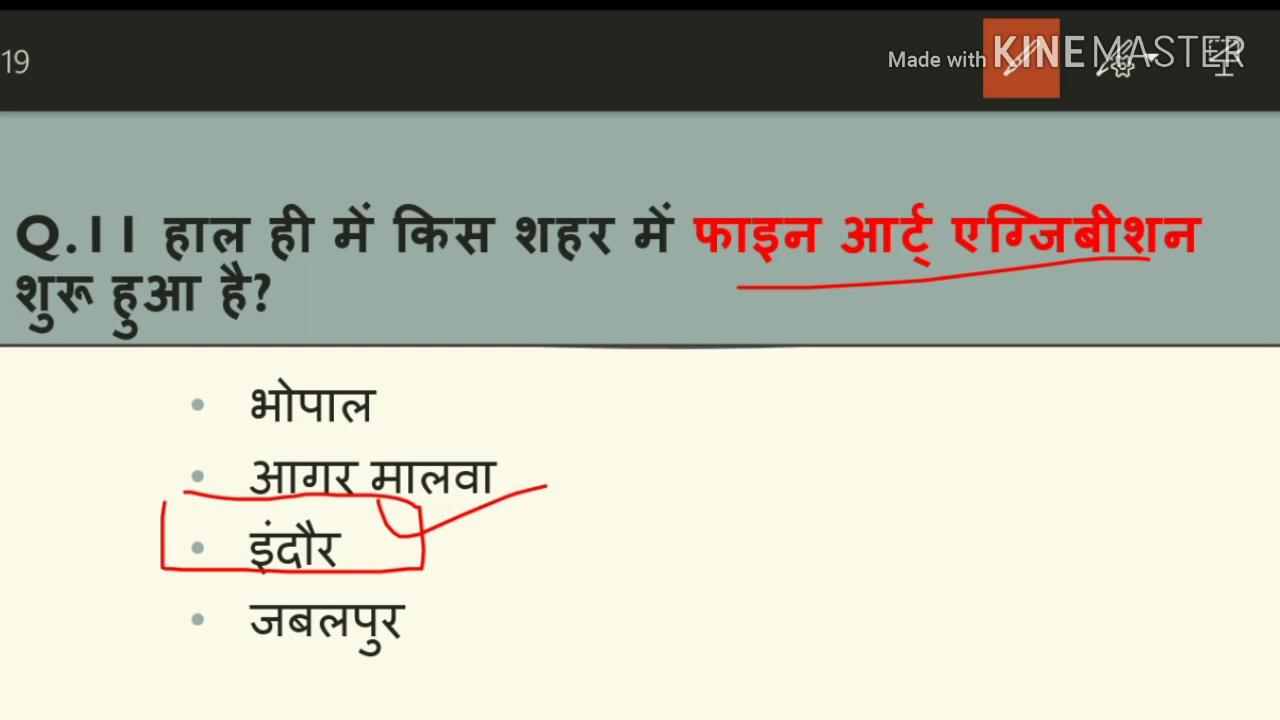 19
Made with KINEMASTER
Q.11 हाल ही में किस शहर में फाइन आर्ट् एग्जिबीशन
शुरू हुआ है?
• भोपाल
• आगर मालवा
• इंदौर
• जबलपुर